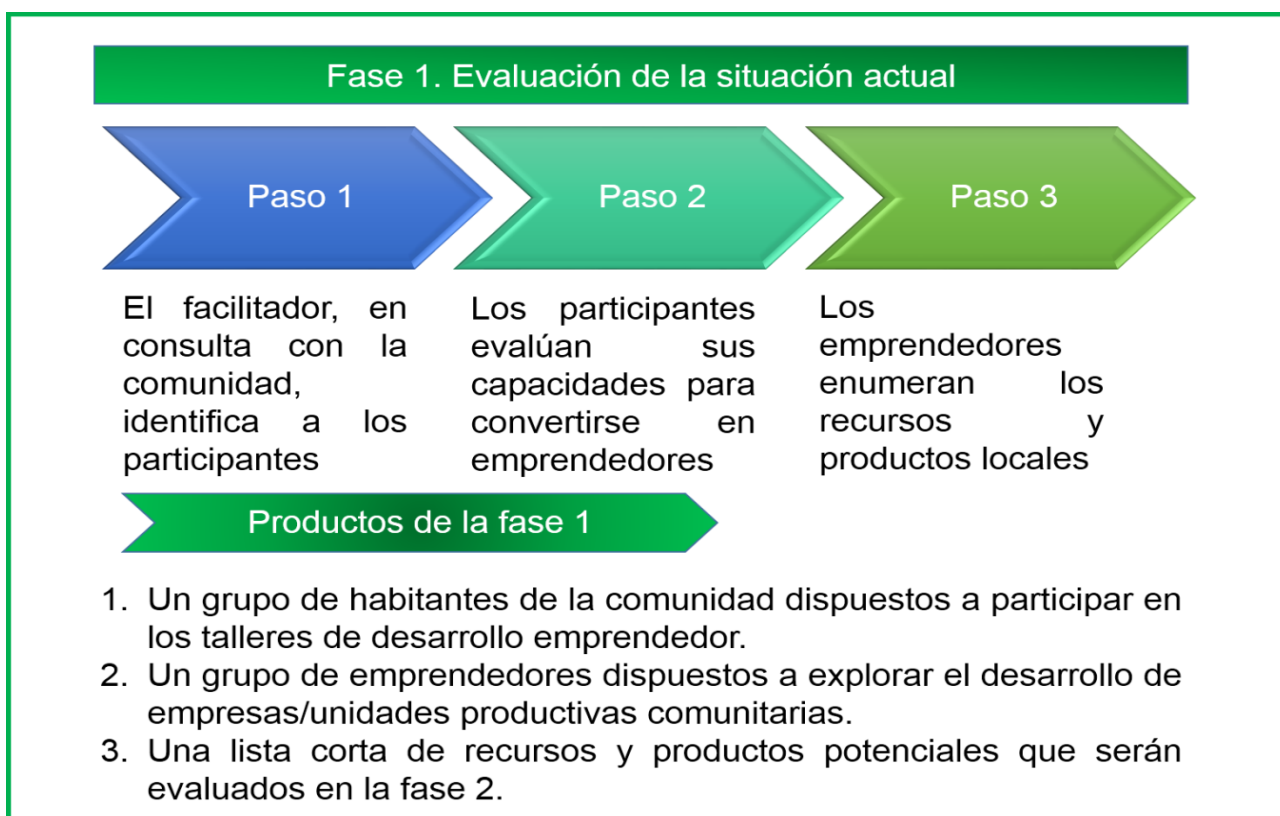 Fase 1. Evaluación de la situación actual
Paso 1
Paso 2
Paso 3
El facilitador, en
consulta con la
comunidad,
identifica a los
participantes
Los participantes
evalúan sus
capacidades para
convertirse en
emprendedores
Los
emprendedores
enumeran los
recursos y
productos locales
Productos de la fase 1
1. Un grupo de habitantes de la comunidad dispuestos a participar en
los talleres de desarrollo emprendedor.
2. Un grupo de emprendedores dispuestos a explorar el desarrollo de
empresas/unidades productivas comunitarias.
3. Una lista corta de recursos y productos potenciales que serán
evaluados en la fase 2.